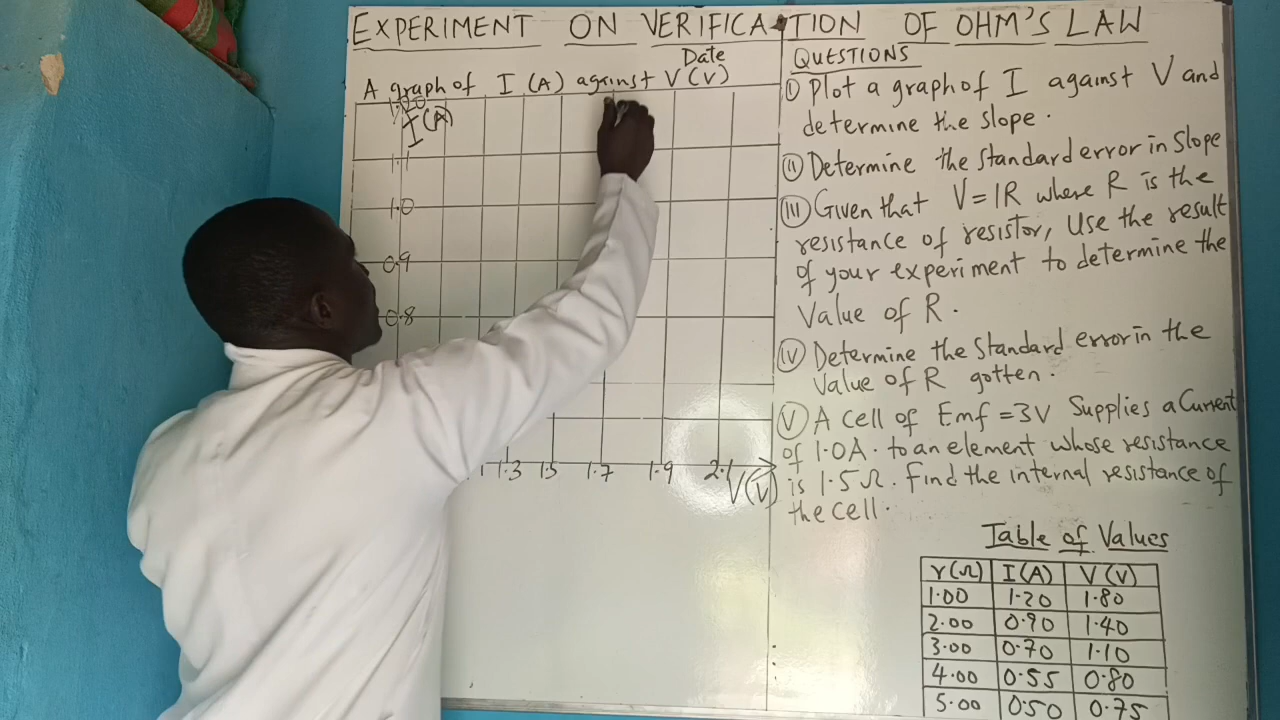 EXPERIMENT ON VERIFICATION OF OHM'S LAW
Date
A graph of I (A) against V (V)
1.20
I (A)
1.1
1.0
0.9
0.8
1.3 1.5 1.7 1.9 2.1
V(V)
QUESTIONS
(I) Plot a graph of I against V and
determine the slope.
(II) Determine the standard error in slope
(III) Given that V=IR where R is the
resistance of resistor, Use the result
of your experiment to determine the
Value of R.
(IV) Determine the standard error in the
Value of R gotten.
(V) A cell of Emf = 3V Supplies a Current
of 1.0A. to an element whose resistance
is 1.5Ω. Find the internal resistance of
the cell.
Table of Values
r(Ω) I(A) V(V)
1.00 1.20 1.80
2.00 0.90 1.40
3.00 0.70 1.10
4.00 0.55 0.80
5.00 0.50 0.75